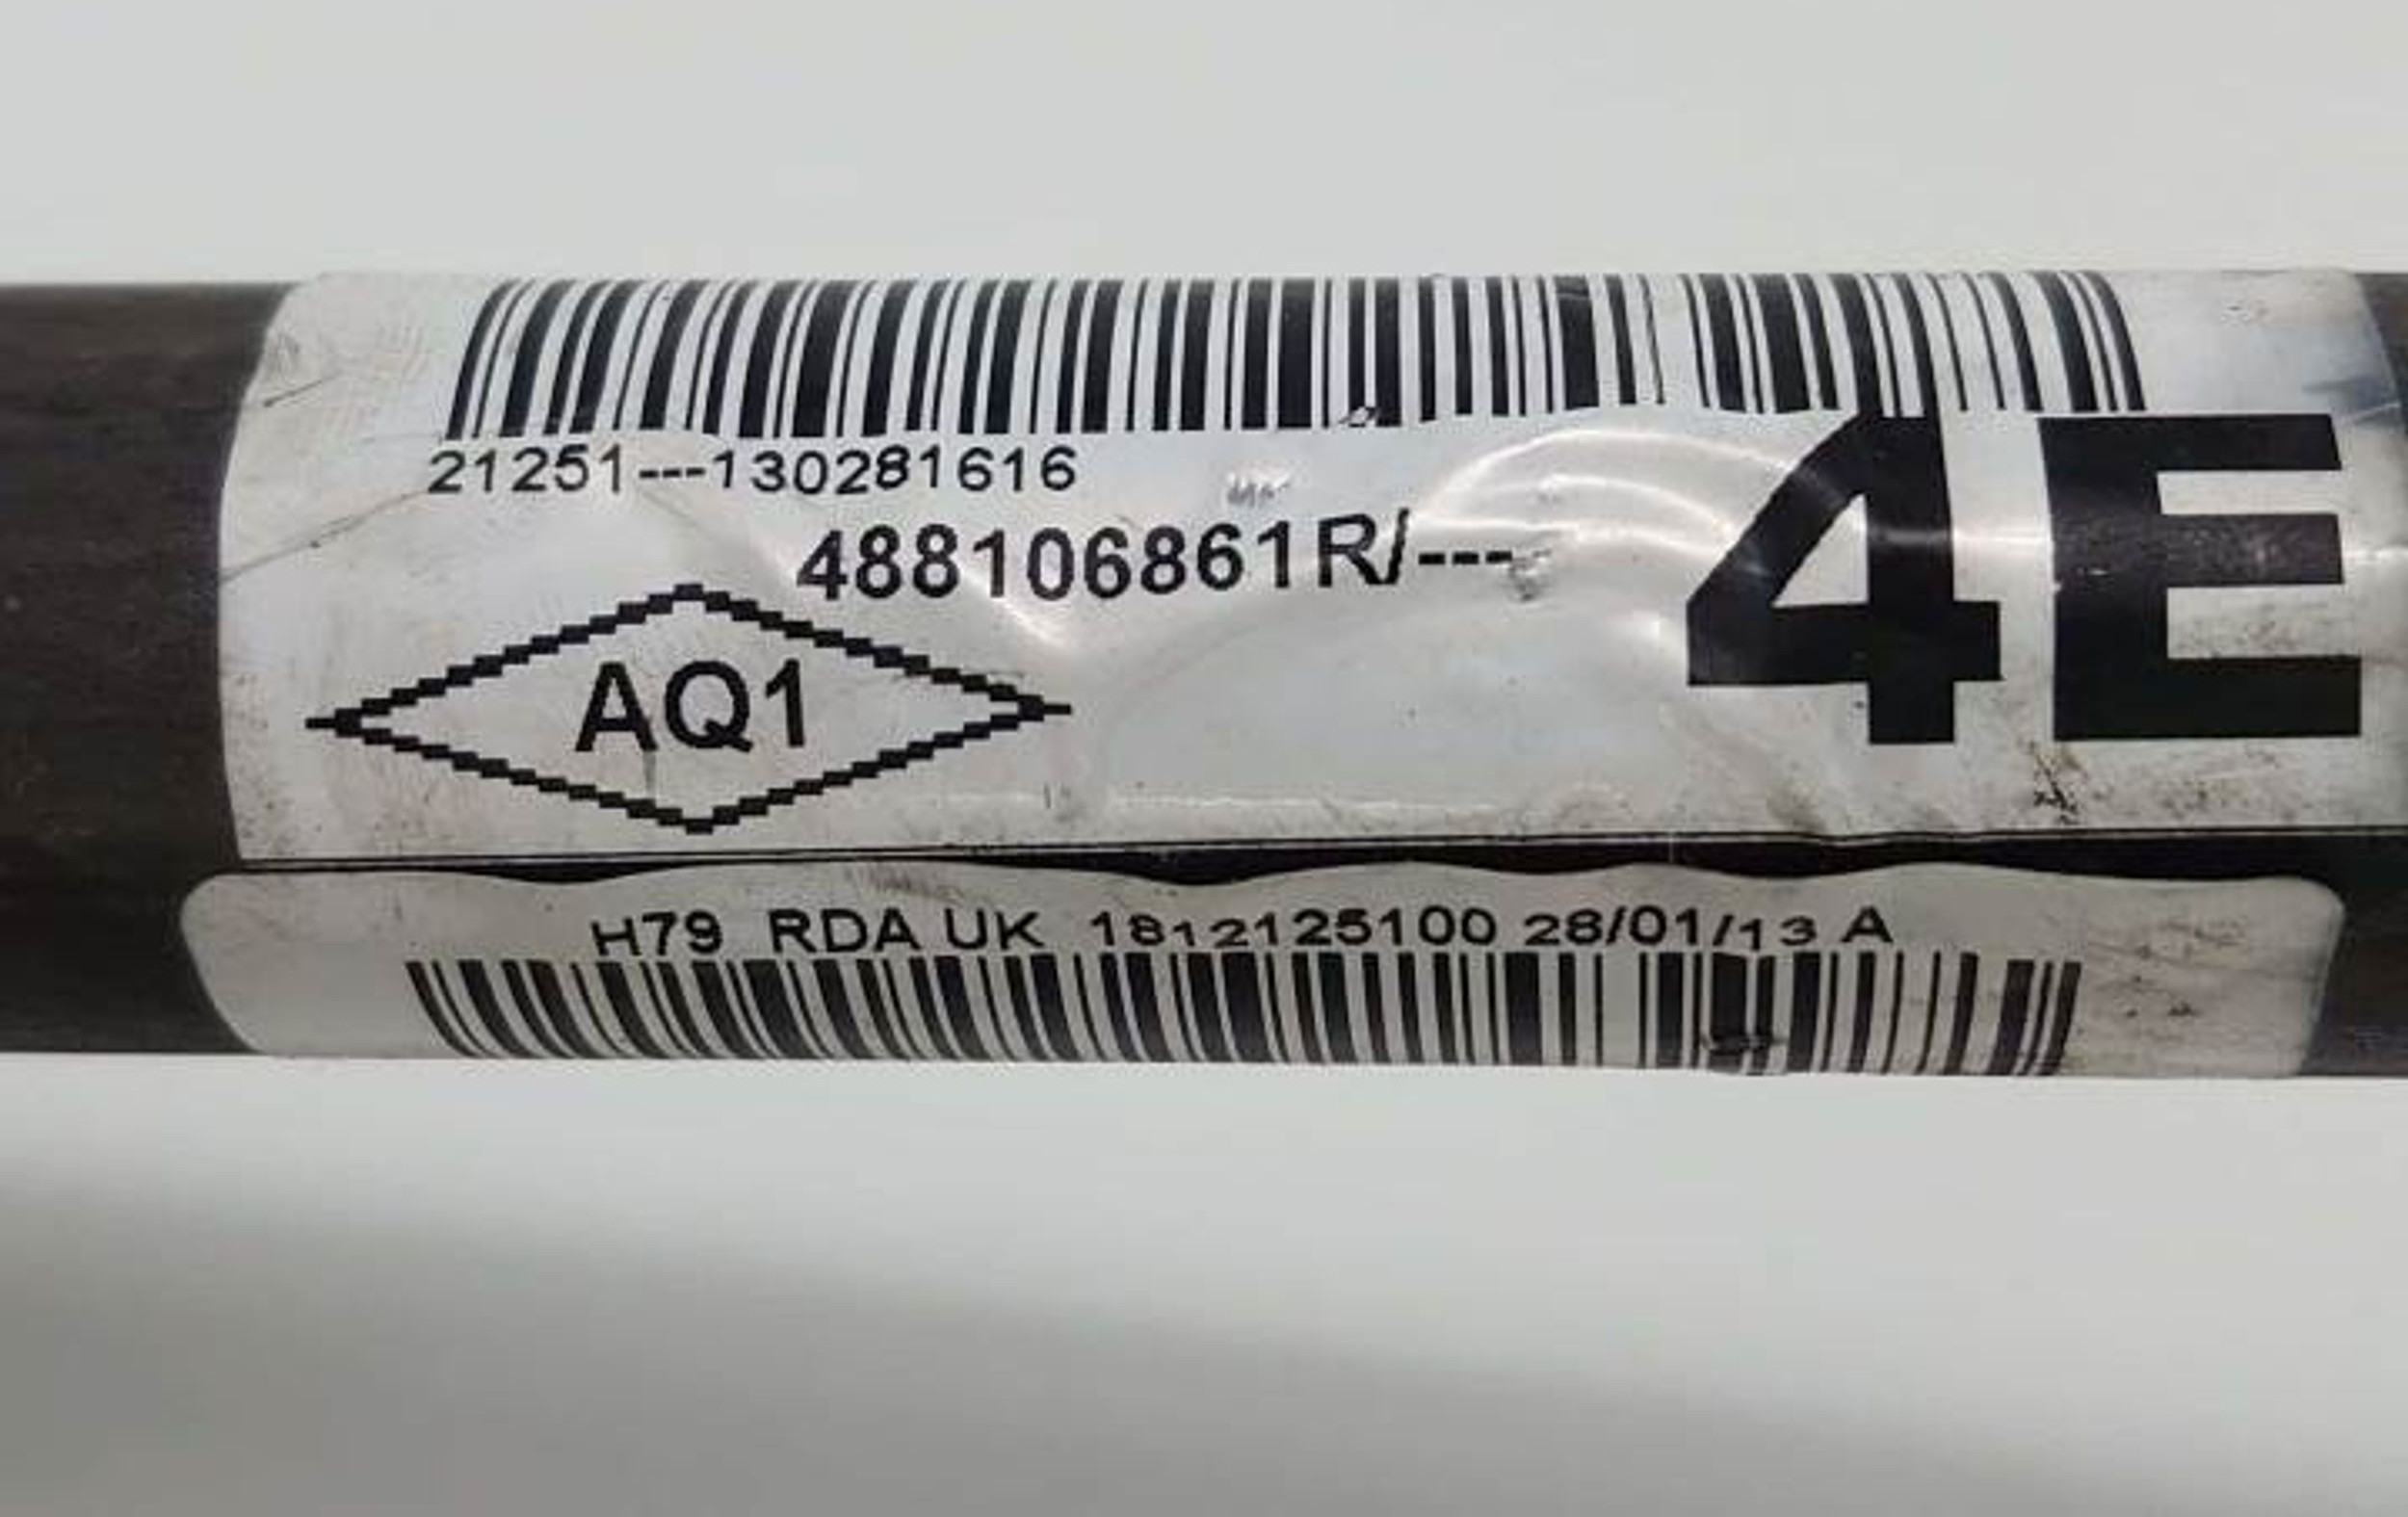 21251---130281616
488106861R/---
4E
AQ1
H79 RDA UK 1812125100 28/01/13 A